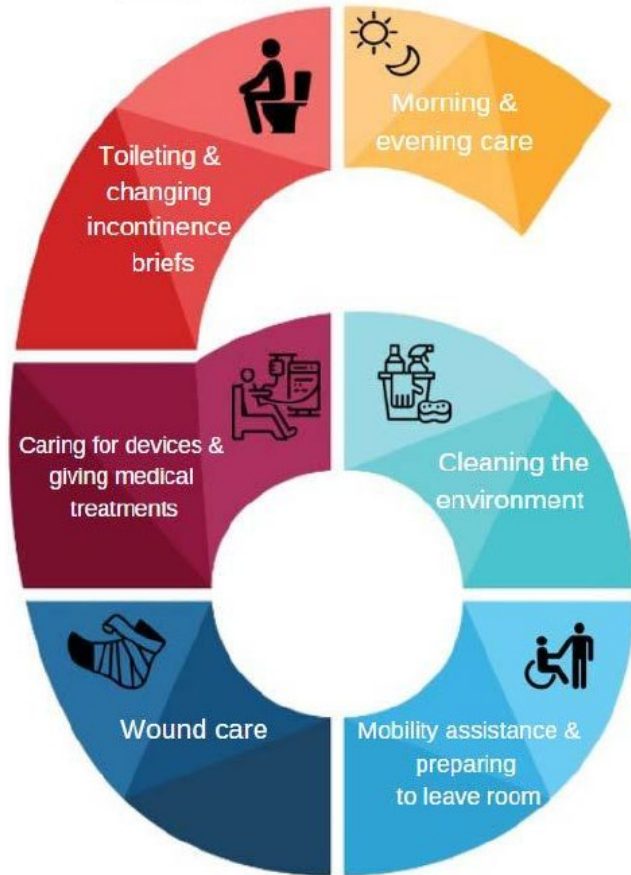 Morning &
evening care
Toileting &
changing
incontinence
briefs
Caring for devices &
giving medical
treatments
Cleaning the
environment
Wound care
Mobility assistance &
preparing
to leave room